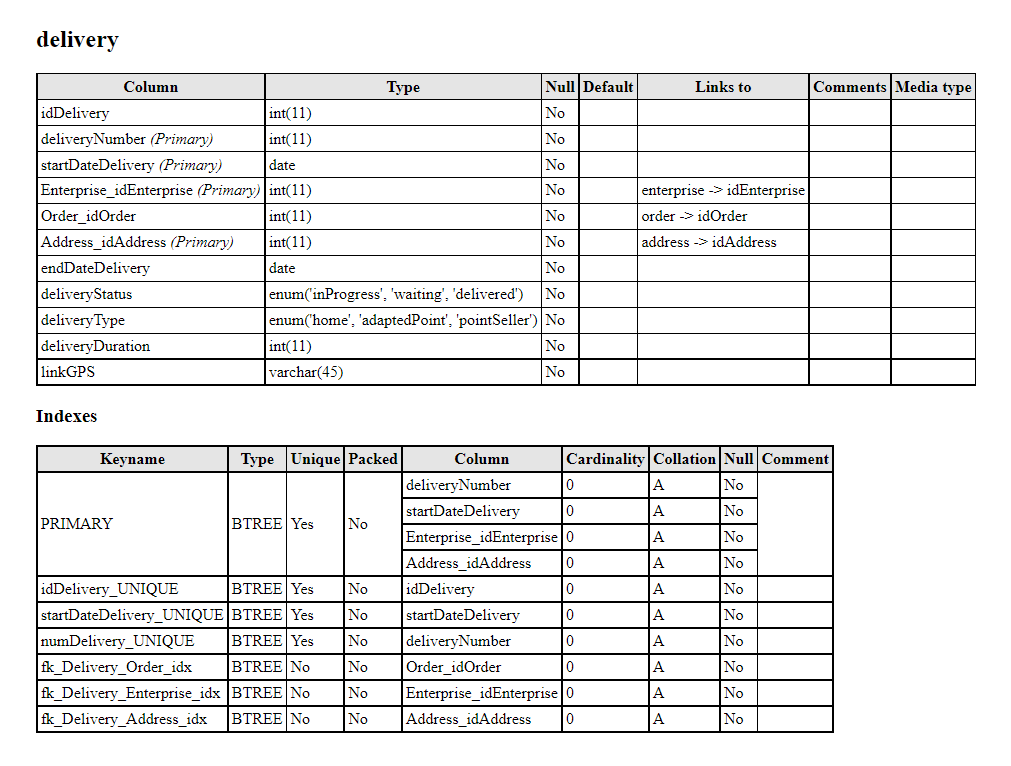 delivery
Column Type Null Default Links to Comments Media type
idDelivery int(11) No
deliveryNumber (Primary) int(11) No
startDateDelivery (Primary) date No
Enterprise_idEnterprise (Primary) int(11) No enterprise -> idEnterprise
Order_idOrder int(11) No order -> idOrder
Address_idAddress (Primary) int(11) No address -> idAddress
endDateDelivery date No
deliveryStatus enum('inProgress', 'waiting', 'delivered') No
deliveryType enum('home', 'adaptedPoint', 'pointSeller') No
deliveryDuration int(11) No
linkGPS varchar(45) No
Indexes
Keyname Type Unique Packed Column Cardinality Collation Null Comment
PRIMARY BTREE Yes No deliveryNumber 0 A No
startDateDelivery 0 A No
Enterprise_idEnterprise 0 A No
Address_idAddress 0 A No
idDelivery_UNIQUE BTREE Yes No idDelivery 0 A No
startDateDelivery_UNIQUE BTREE Yes No startDateDelivery 0 A No
numDelivery_UNIQUE BTREE Yes No deliveryNumber 0 A No
fk_Delivery_Order_idx BTREE No No Order_idOrder 0 A No
fk_Delivery_Enterprise_idx BTREE No No Enterprise_idEnterprise 0 A No
fk_Delivery_Address_idx BTREE No No Address_idAddress 0 A No